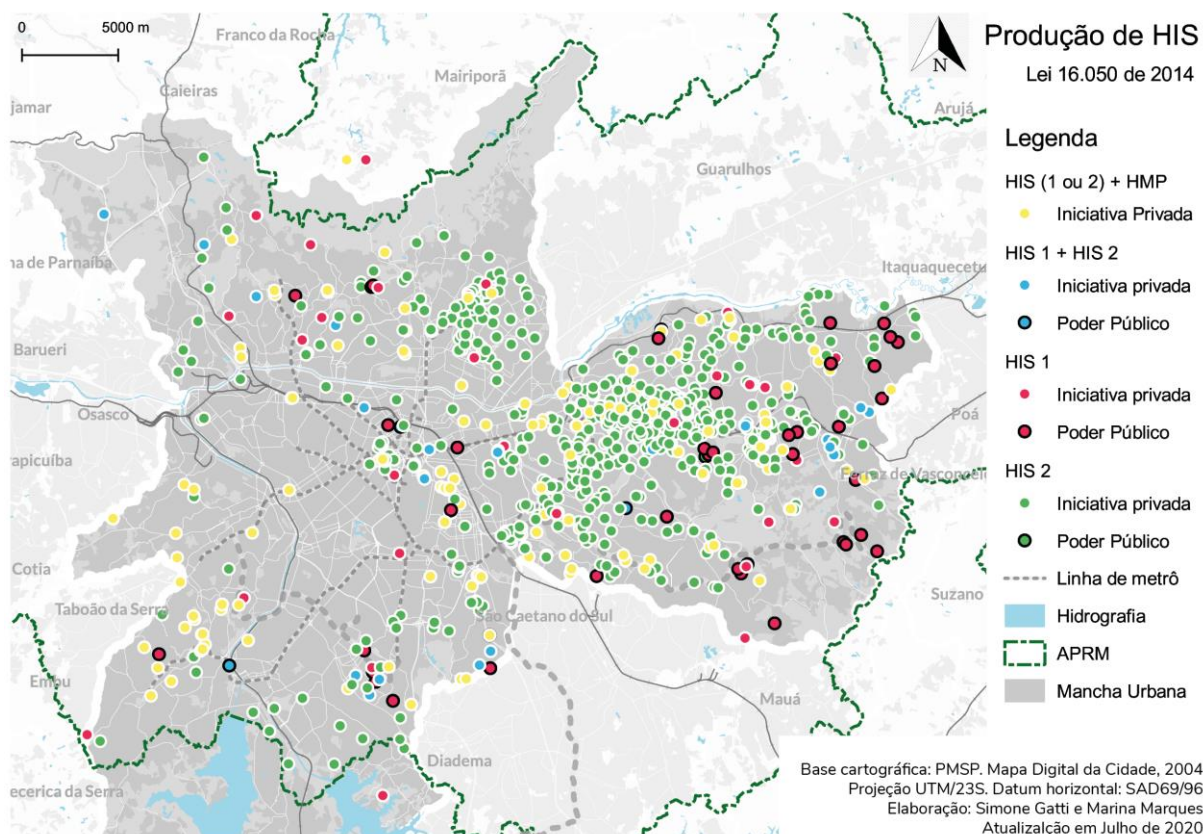 0 5000 m
Franco da Rocha
Mairiporã
Caieiras
jamar
Arujá
Guarulhos
na de Parnaíba
Itaquaquecetu
Barueri
Osasco
Poá
arapicuíba
Ferraz de Vasconcelo
Cotia
Suzano
Taboão da Serra
São Caetano do Sul
Embu
Mauá
Diadema
ecerica da Serra
N
Produção de HIS
Lei 16.050 de 2014
Legenda
HIS (1 ou 2) + HMP
Iniciativa Privada
HIS 1 + HIS 2
Iniciativa privada
Poder Público
HIS 1
Iniciativa privada
Poder Público
HIS 2
Iniciativa privada
Poder Público
Linha de metrô
Hidrografia
APRM
Mancha Urbana
Base cartográfica: PMSP. Mapa Digital da Cidade, 2004
Projeção UTM/23S. Datum horizontal: SAD69/96
Elaboração: Simone Gatti e Marina Marques
Atualizalção em Julho de 2020